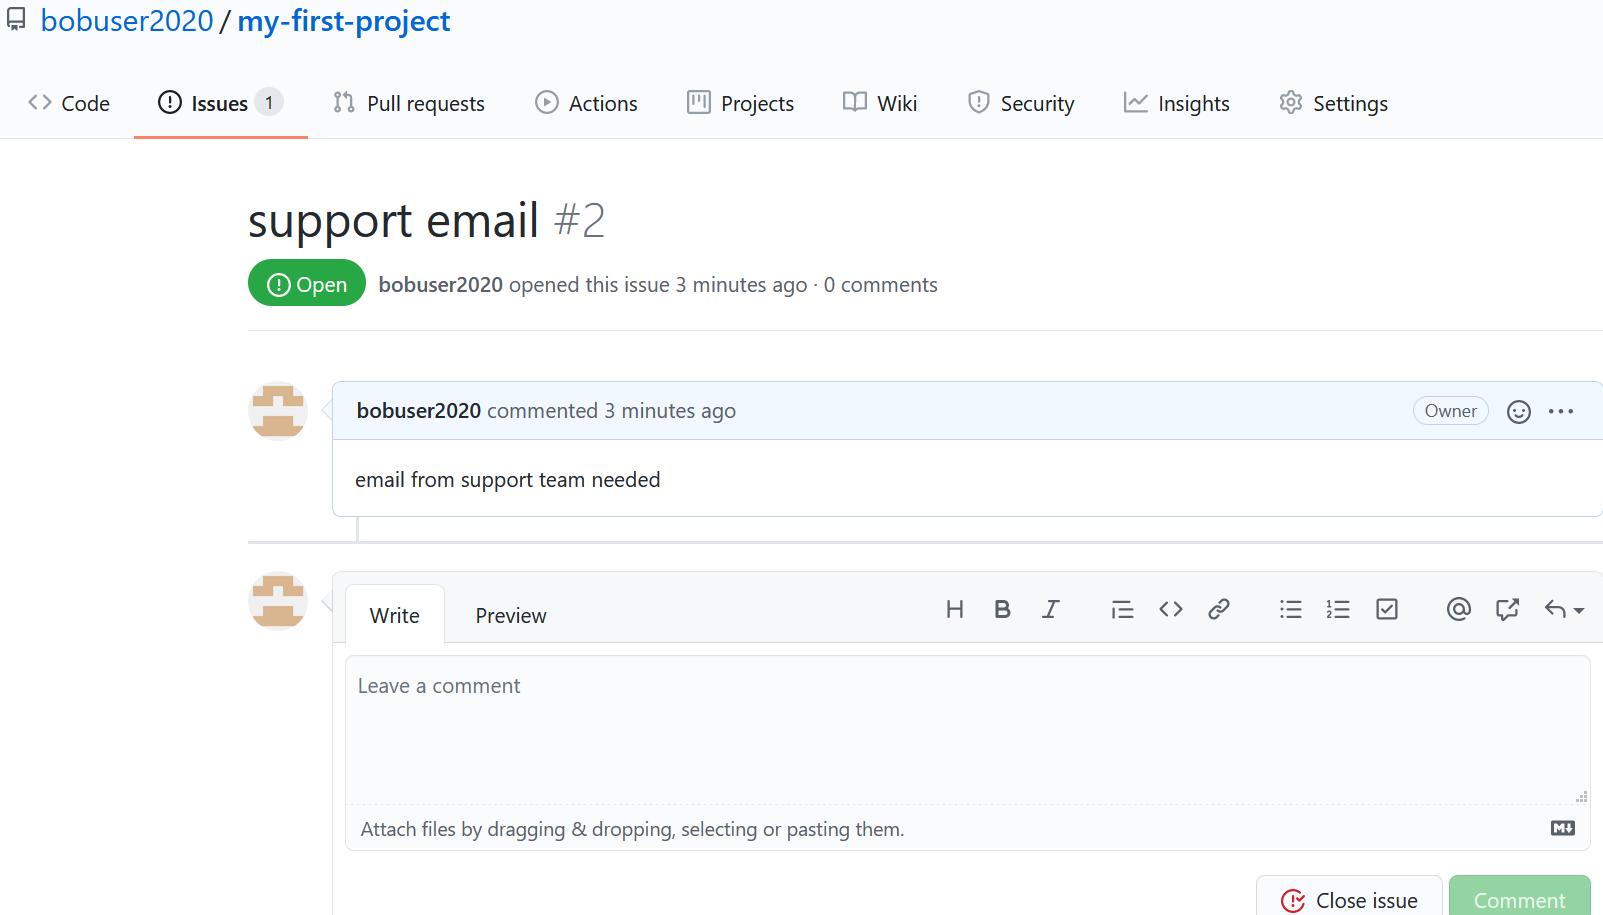 bobuser2020 / my-first-project
Code Issues 1 Pull requests Actions Projects Wiki Security Insights Settings
support email #2
Open bobuser2020 opened this issue 3 minutes ago · 0 comments
bobuser2020 commented 3 minutes ago Owner
email from support team needed
Write Preview
Leave a comment
Attach files by dragging & dropping, selecting or pasting them.
Close issue Comment